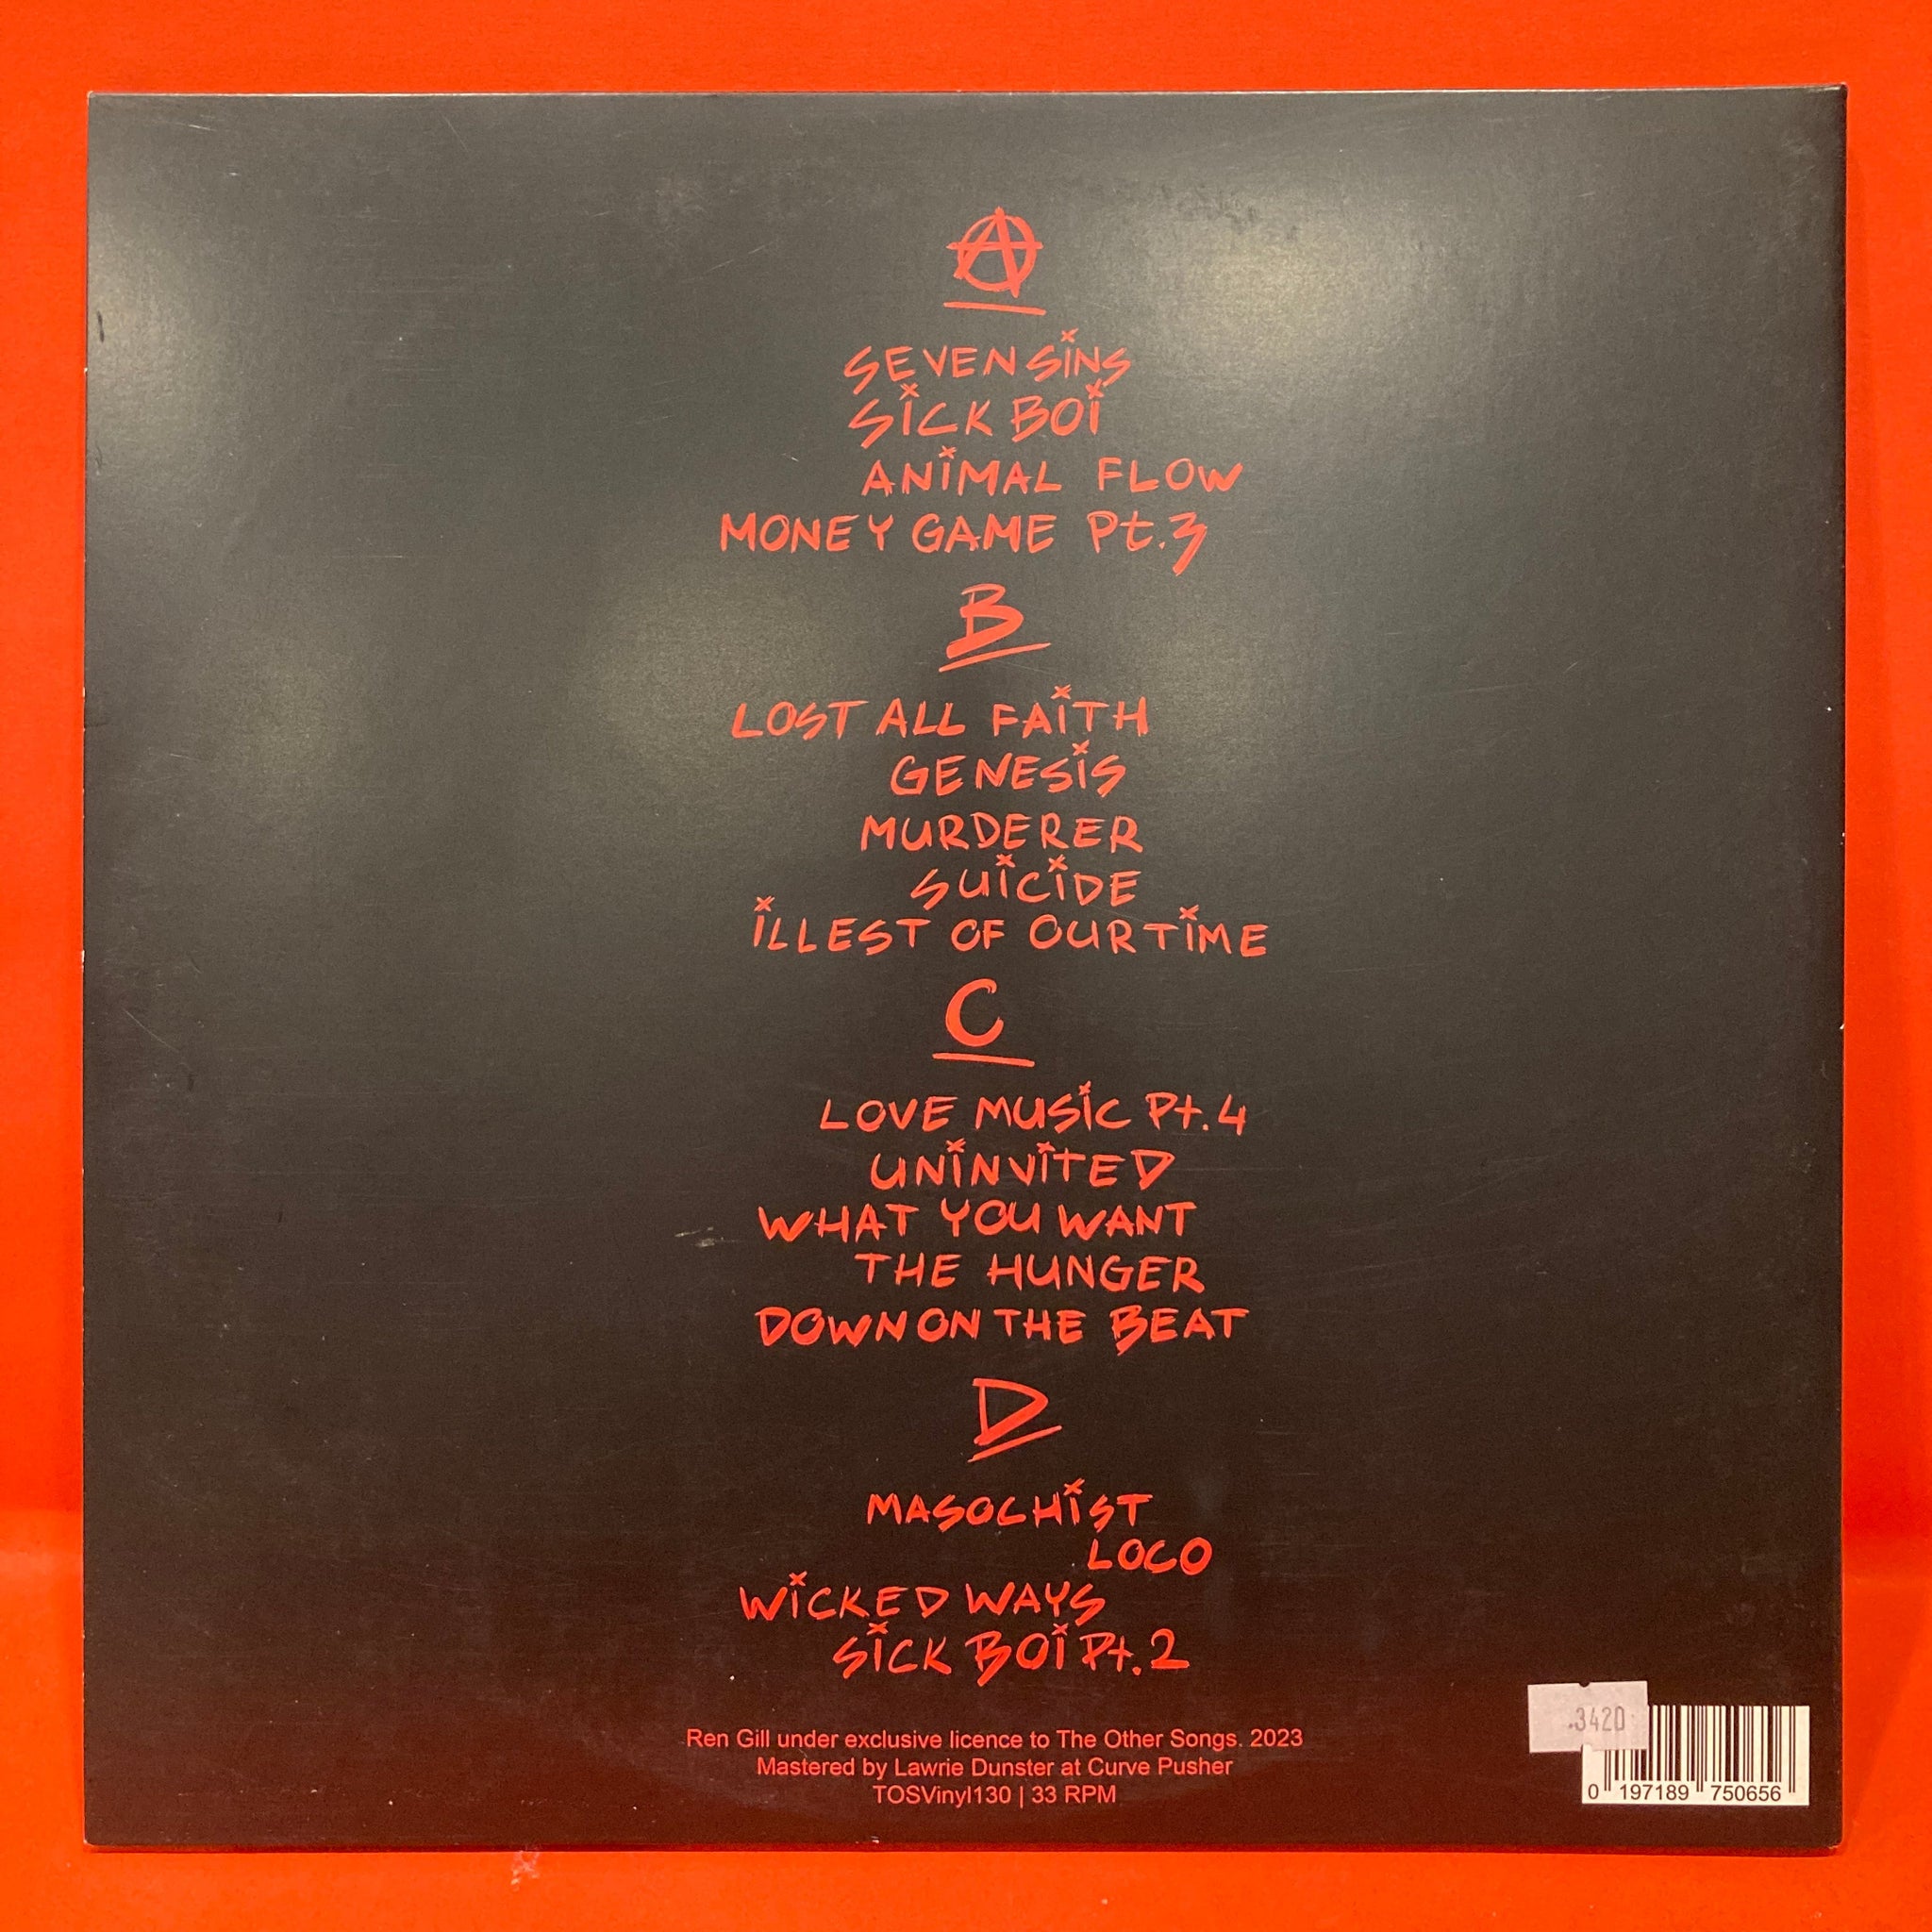 A
SEVEN SiNS
SiCK BOi
ANiMAL FLOW
MONEY GAME Pt.3
B
LOST ALL FAiTH
GENESiS
MURDERER
SUiCiDE
iLLEST OF OUR TiME
C
LOVE MUSiC Pt.4
UNiNViTED
WHAT YOU WANT
THE HUNGER
DOWN ON THE BEAT
D
MASOCHiST
LOCO
WiCKED WAYS
SiCK BOi Pt.2
Ren Gill under exclusive licence to The Other Songs. 2023
Mastered by Lawrie Dunster at Curve Pusher
TOSVinyl130 | 33 RPM
.3420
0 197189 750656